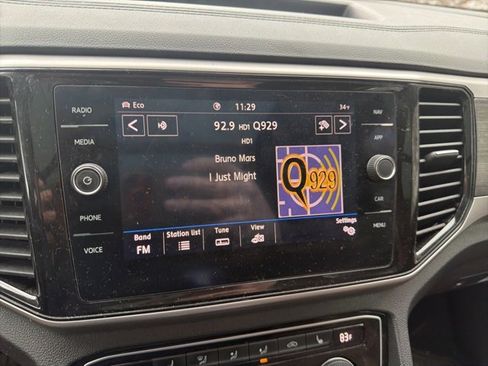 RADIO
MEDIA
PHONE
VOICE
Eco
11:29
34°F
92.9 HD1 Q929
HD1
Bruno Mars
I Just Might
Q929
Band
FM
Station list
Tune
View
Settings
NAV
APP
CAR
MENU
83°F